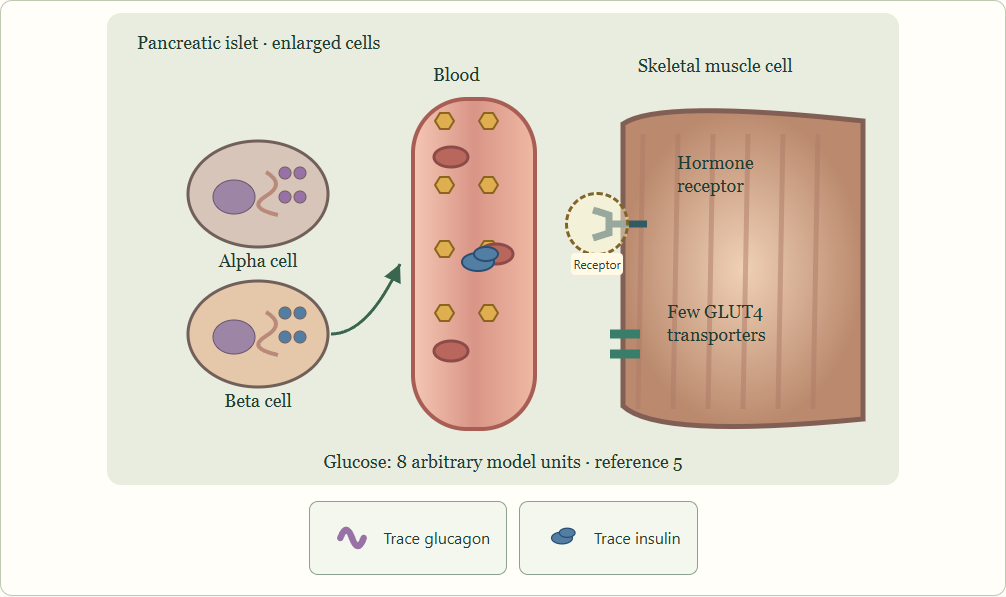 Pancreatic islet · enlarged cells
Blood
Skeletal muscle cell
Hormone
receptor
Alpha cell
Receptor
Few GLUT4
transporters
Beta cell
Glucose: 8 arbitrary model units · reference 5
Trace glucagon
Trace insulin